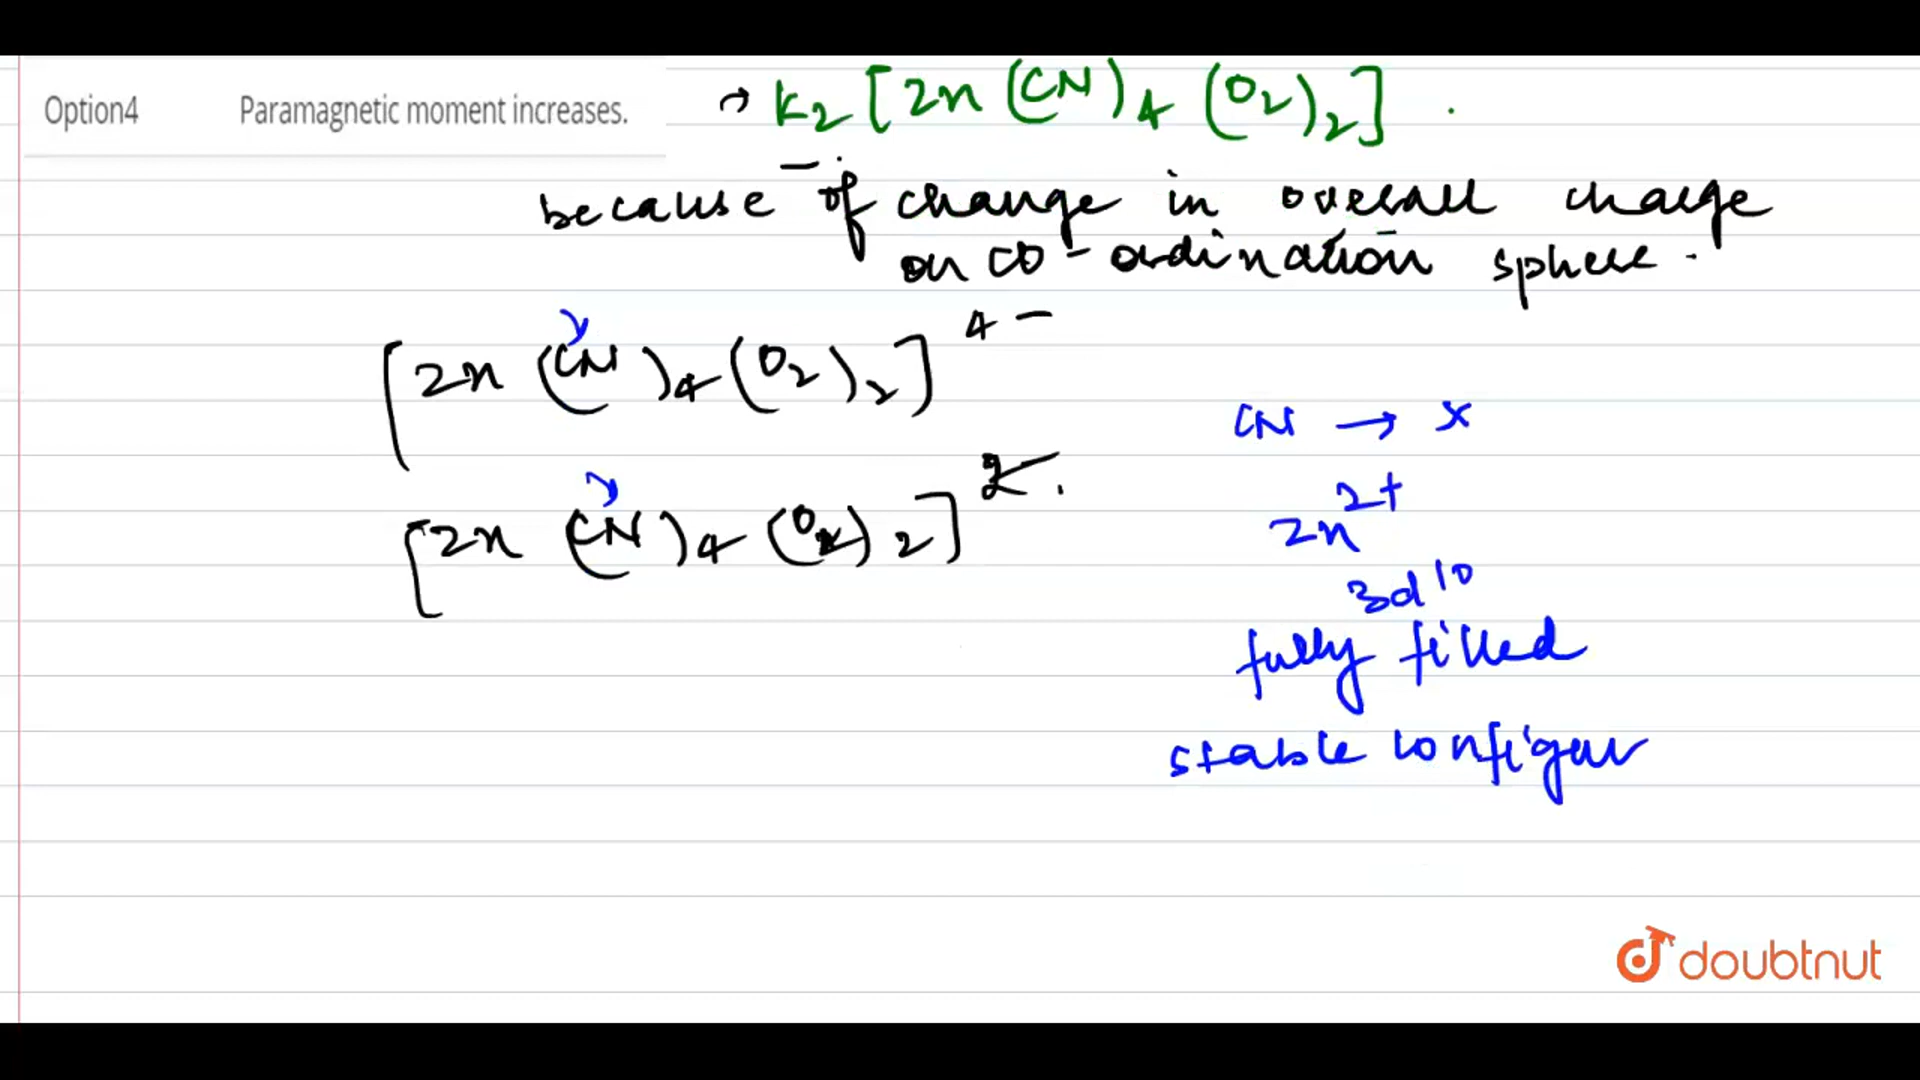 Option4 Paramagnetic moment increases. → K2 [Zn (CN)4 (O2)2] .
because of change in overall charge
on co-ordination sphere.
[Zn (CN)4 (O2)2]4-
CN → x
[Zn (CN)4 (O2)2]2-.
Zn2+
3d10
fully filled
stable configur
doubtnut